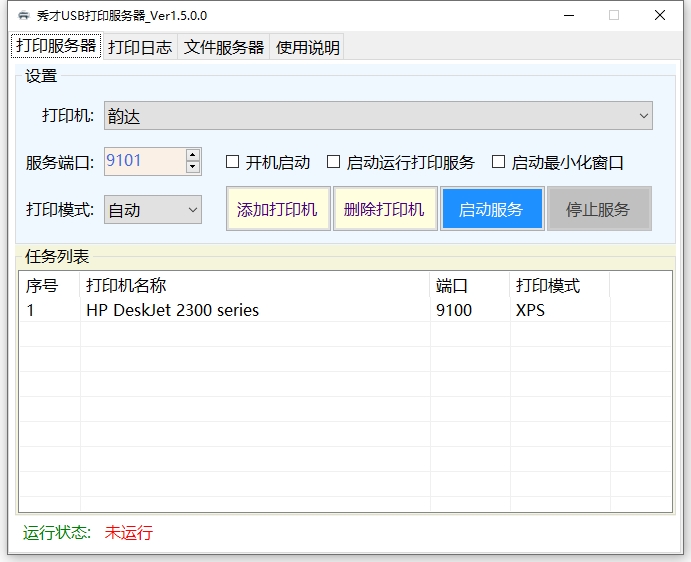 秀才USB打印服务器_Ver1.5.0.0
打印服务器 打印日志 文件服务器 使用说明
设置
打印机: 韵达
服务端口: 9101 开机启动 启动运行打印服务 启动最小化窗口
打印模式: 自动 添加打印机 删除打印机 启动服务 停止服务
任务列表
序号 打印机名称 端口 打印模式
1 HP DeskJet 2300 series 9100 XPS
运行状态: 未运行